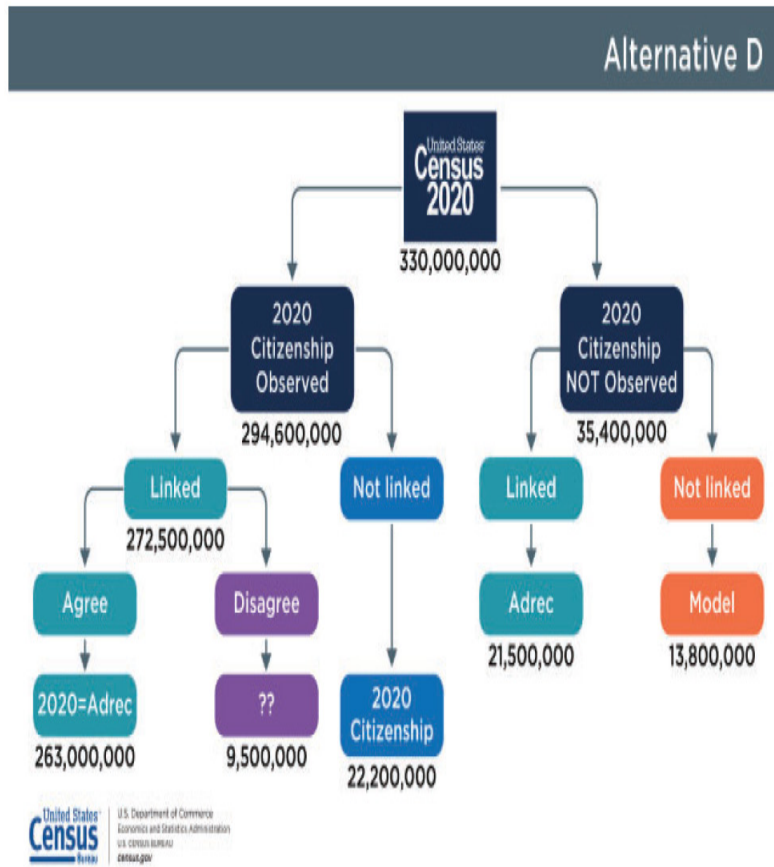 Alternative D
United States®
Census
2020
330,000,000
2020
Citizenship
Observed
294,600,000
2020
Citizenship
NOT Observed
35,400,000
Linked
272,500,000
Not linked
Linked
Not linked
Agree
Disagree
Adrec
21,500,000
Model
13,800,000
2020=Adrec
263,000,000
??
9,500,000
2020
Citizenship
22,200,000
United States®
Census
Bureau
U.S. Department of Commerce
Economics and Statistics Administration
U.S. CENSUS BUREAU
census.gov